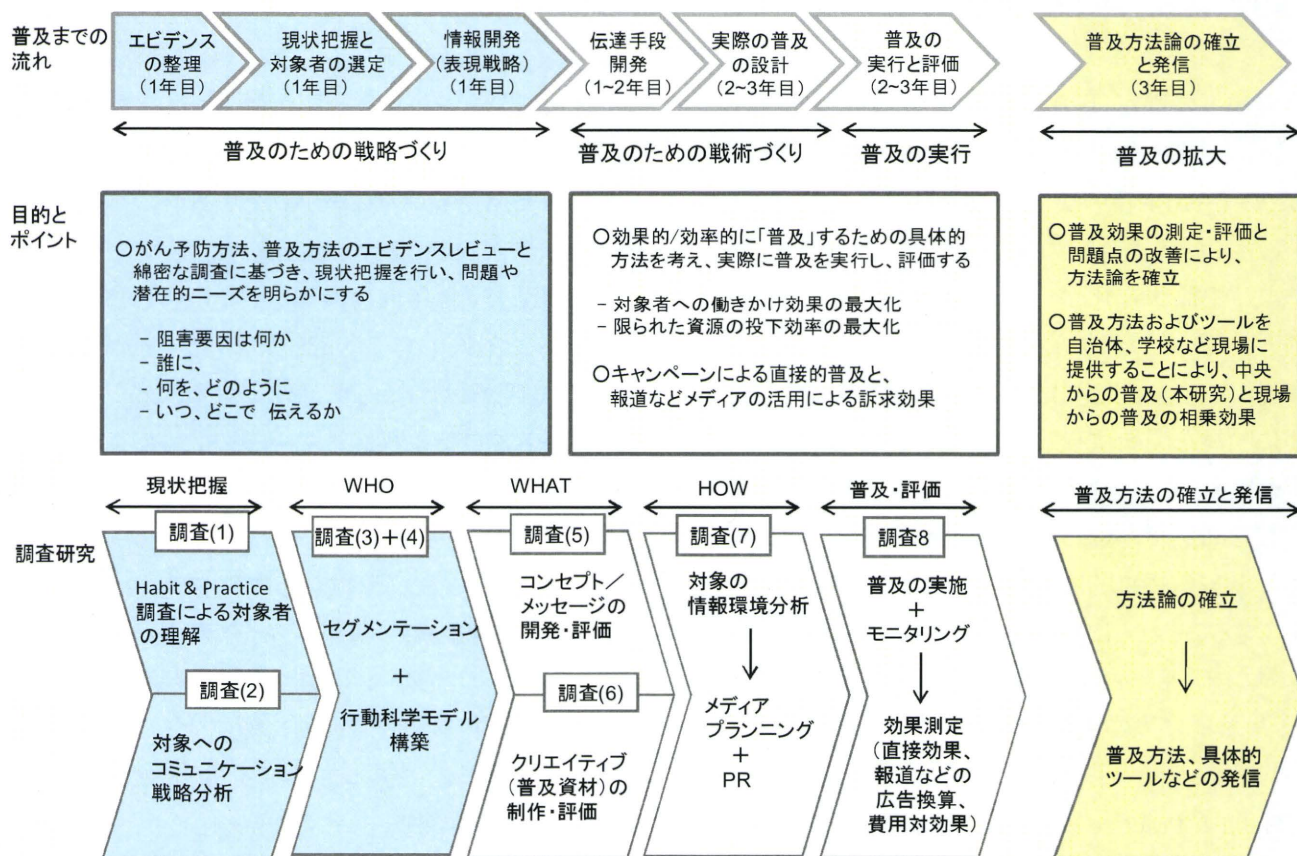 普及までの
流れ
エビデンス
の整理
(1年目)
現状把握と
対象者の選定
(1年目)
情報開発
(表現戦略)
(1年目)
伝達手段
開発
(1~2年目)
実際の普及
の設計
(2~3年目)
普及の
実行と評価
(2~3年目)
普及方法論の確立
と発信
(3年目)
普及のための戦略づくり
普及のための戦術づくり
普及の実行
普及の拡大
目的と
ポイント
○がん予防方法、普及方法のエビデンスレビューと
綿密な調査に基づき、現状把握を行い、問題や
潜在的ニーズを明らかにする
- 阻害要因は何か
- 誰に、
- 何を、どのように
- いつ、どこで 伝えるか
○効果的/効率的に「普及」するための具体的
方法を考え、実際に普及を実行し、評価する
- 対象者への働きかけ効果の最大化
- 限られた資源の投下効率の最大化
○キャンペーンによる直接的普及と、
報道などメディアの活用による訴求効果
○普及効果の測定・評価と
問題点の改善により、
方法論を確立
○普及方法およびツールを
自治体、学校など現場に
提供することにより、中央
からの普及(本研究)と現場
からの普及の相乗効果
調査研究
現状把握
調査(1)
Habit & Practice
調査による対象者
の理解
調査(2)
対象への
コミュニケーション
戦略分析
WHO
調査(3)+(4)
セグメンテーション
+
行動科学モデル
構築
WHAT
調査(5)
コンセプト/
メッセージの
開発・評価
調査(6)
クリエイティブ
(普及資材)の
制作・評価
HOW
調査(7)
対象の
情報環境分析
メディア
プランニング
+
PR
普及・評価
調査8
普及の実施
+
モニタリング
効果測定
(直接効果、
報道などの
広告換算、
費用対効果)
普及方法の確立と発信
方法論の確立
普及方法、具体的
ツールなどの発信